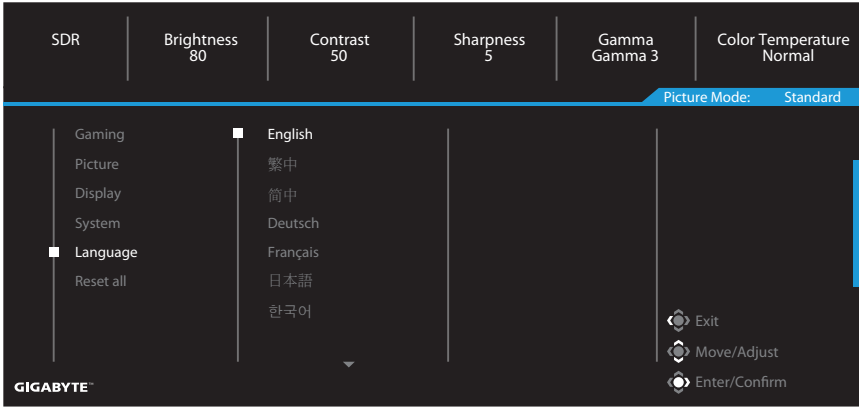 SDR
Brightness
80
Contrast
50
Sharpness
5
Gamma
Gamma 3
Color Temperature
Normal
Picture Mode: Standard
Gaming
Picture
Display
System
Language
Reset all
English
繁中
简中
Deutsch
Français
日本語
한국어
Exit
Move/Adjust
Enter/Confirm
GIGABYTE™